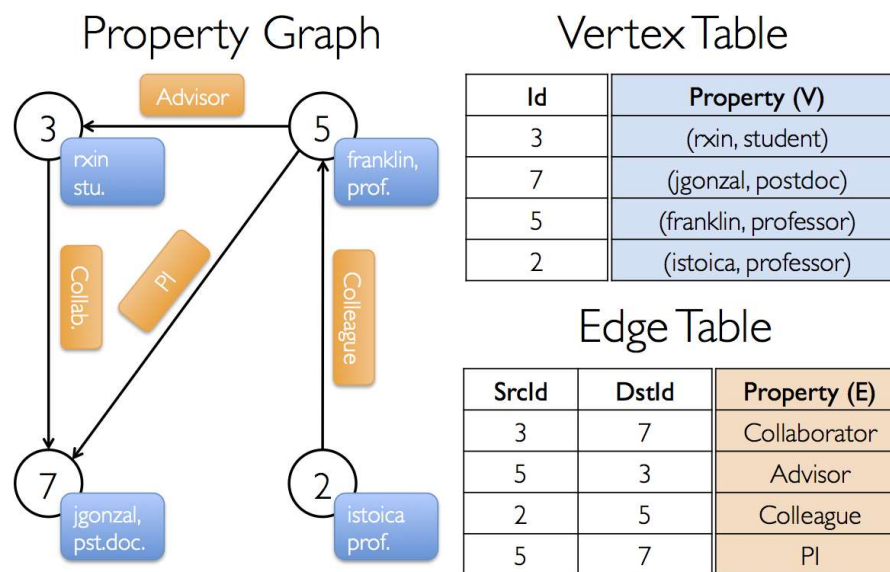 Property Graph
Advisor
3
5
rxin
stu.
franklin,
prof.
Collab.
PI
Colleague
7
2
jgonzal,
pst.doc.
istoica
prof.
Vertex Table
Id Property (V)
3 (rxin, student)
7 (jgonzal, postdoc)
5 (franklin, professor)
2 (istoica, professor)
Edge Table
SrcId DstId Property (E)
3 7 Collaborator
5 3 Advisor
2 5 Colleague
5 7 PI